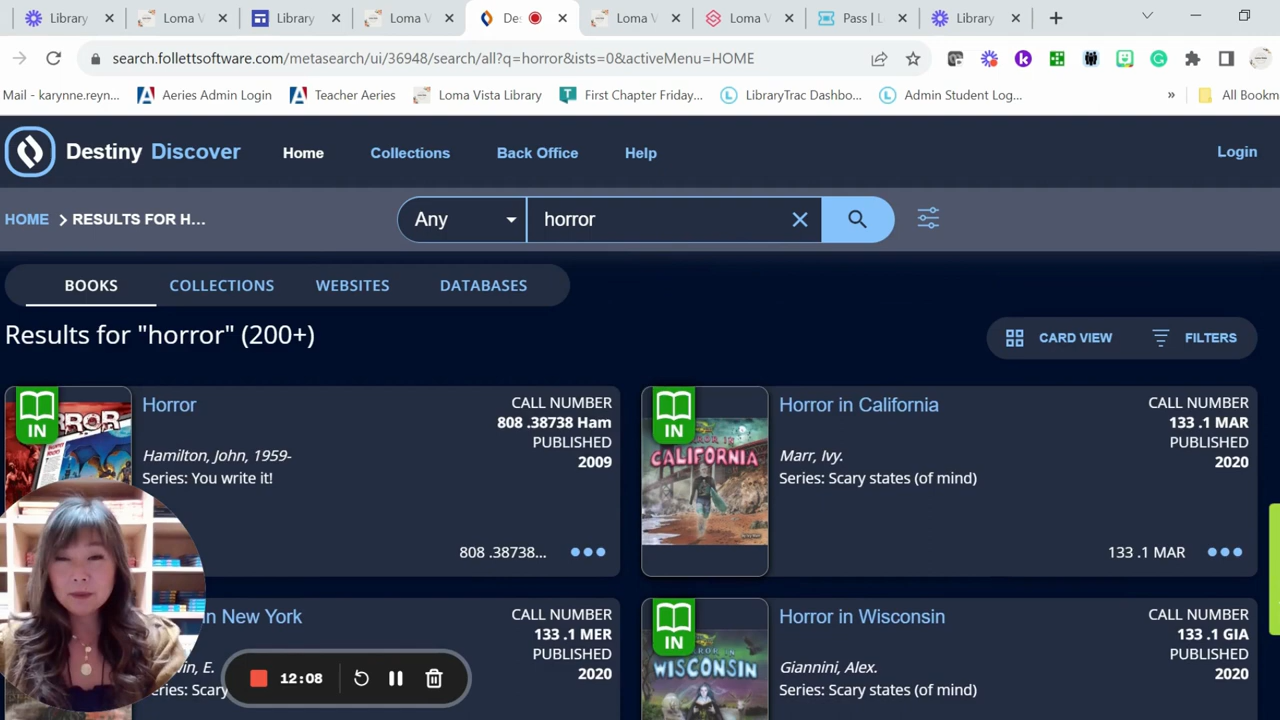 Library
Loma V
Library
Loma V
Des
Loma V
Loma V
Pass | L
Library
search.follettsoftware.com/metasearch/ui/36948/search/all?q=horror&ists=0&activeMenu=HOME
Mail - karynne.reyn... Aeries Admin Login Teacher Aeries Loma Vista Library First Chapter Friday... LibraryTrac Dashbo... Admin Student Log... » All Bookm
Destiny Discover Home Collections Back Office Help Login
HOME > RESULTS FOR H... Any horror
BOOKS COLLECTIONS WEBSITES DATABASES
Results for "horror" (200+) CARD VIEW FILTERS
IN
Horror
CALL NUMBER
808 .38738 Ham
PUBLISHED
2009
Hamilton, John, 1959-
Series: You write it!
808 .38738...
IN
CALIFORNIA
Horror in California
CALL NUMBER
133 .1 MAR
PUBLISHED
2020
Marr, Ivy.
Series: Scary states (of mind)
133 .1 MAR
in New York
CALL NUMBER
133 .1 MER
PUBLISHED
2020
in, E.
Series: Scary
IN
WISCONSIN
Horror in Wisconsin
CALL NUMBER
133 .1 GIA
PUBLISHED
2020
Giannini, Alex.
Series: Scary states (of mind)
12:08